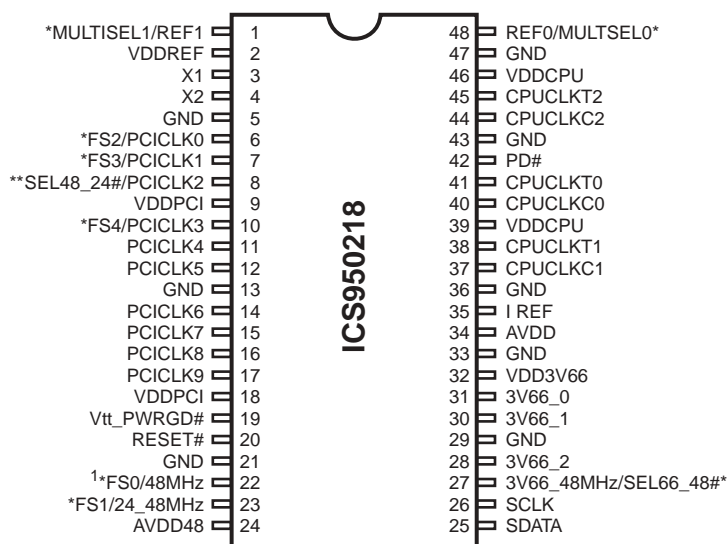 *MULTISEL1/REF1 1 48 REF0/MULTSEL0*
VDDREF 2 47 GND
X1 3 46 VDDCPU
X2 4 45 CPUCLKT2
GND 5 44 CPUCLKC2
*FS2/PCICLK0 6 43 GND
*FS3/PCICLK1 7 42 PD#
**SEL48_24#/PCICLK2 8 41 CPUCLKT0
VDDPCI 9 40 CPUCLKC0
*FS4/PCICLK3 10 39 VDDCPU
PCICLK4 11 38 CPUCLKT1
PCICLK5 12 37 CPUCLKC1
GND 13 36 GND
PCICLK6 14 35 I REF
PCICLK7 15 34 AVDD
PCICLK8 16 33 GND
PCICLK9 17 32 VDD3V66
VDDPCI 18 31 3V66_0
Vtt_PWRGD# 19 30 3V66_1
RESET# 20 29 GND
GND 21 28 3V66_2
1*FS0/48MHz 22 27 3V66_48MHz/SEL66_48#*
*FS1/24_48MHz 23 26 SCLK
AVDD48 24 25 SDATA
ICS950218